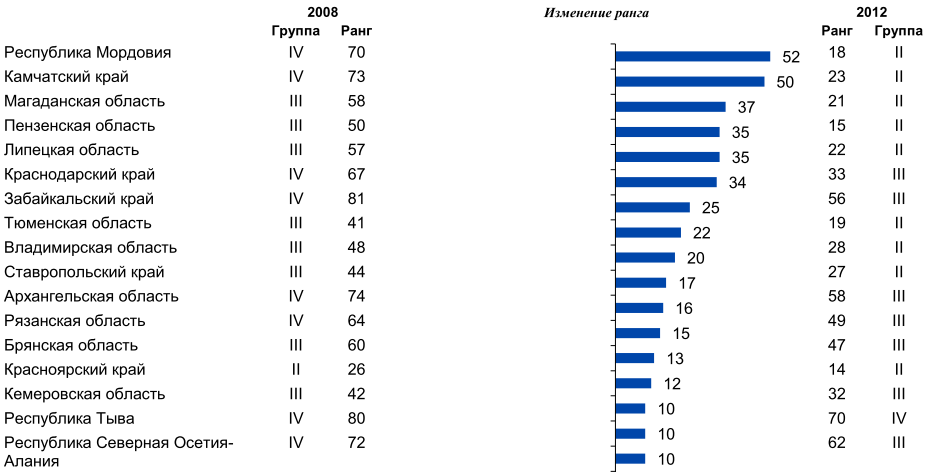 2008 Изменение ранга 2012
Группа Ранг Ранг Группа
Республика Мордовия IV 70 52 18 II
Камчатский край IV 73 50 23 II
Магаданская область III 58 37 21 II
Пензенская область III 50 35 15 II
Липецкая область III 57 35 22 II
Краснодарский край IV 67 34 33 III
Забайкальский край IV 81 25 56 III
Тюменская область III 41 22 19 II
Владимирская область III 48 20 28 II
Ставропольский край III 44 17 27 II
Архангельская область IV 74 16 58 III
Рязанская область IV 64 15 49 III
Брянская область III 60 13 47 III
Красноярский край II 26 12 14 II
Кемеровская область III 42 10 32 III
Республика Тыва IV 80 10 70 IV
Республика Северная Осетия- IV 72 10 62 III
Алания